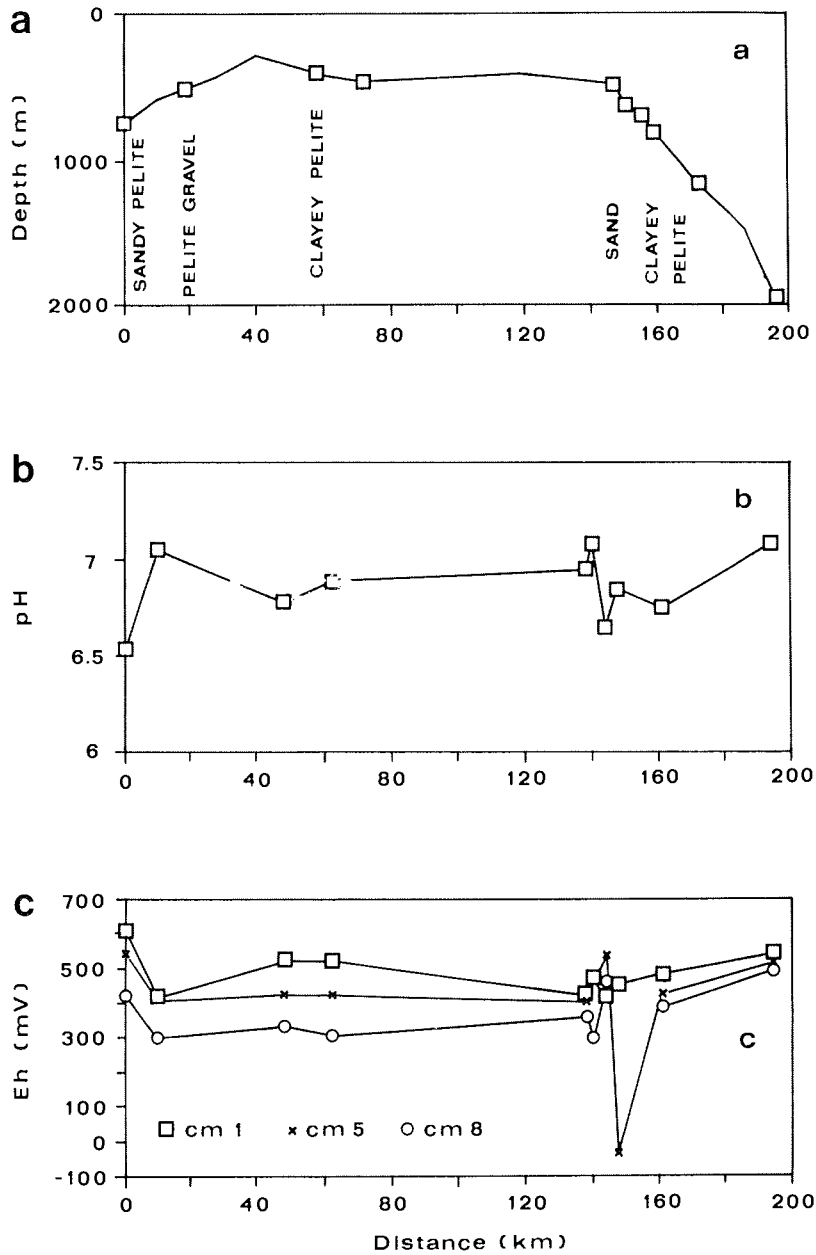 a
0
1000
2000
Depth (m)
a
SANDY PELITE
PELITE GRAVEL
CLAYEY PELITE
SAND
CLAYEY
PELITE
0 40 80 120 160 200
b
7.5
7
6.5
6
pH
b
0 40 80 120 160 200
c
700
500
300
100
0
-100
Eh (mV)
c
cm 1 cm 5 cm 8
0 40 80 120 160 200
Distance (km)